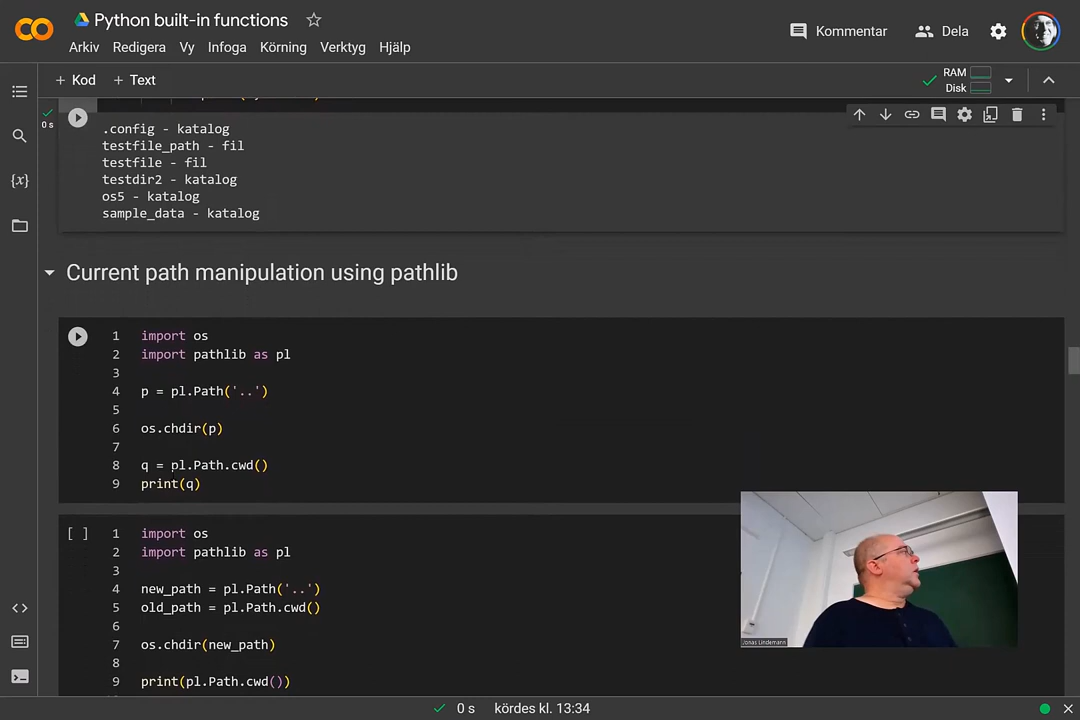 Python built-in functions
Kommentar
Dela
Arkiv Redigera Vy Infoga Körning Verktyg Hjälp
+ Kod + Text
RAM
Disk
0 s
.config - katalog
testfile_path - fil
testfile - fil
testdir2 - katalog
os5 - katalog
sample_data - katalog
{x}
Current path manipulation using pathlib
1 import os
2 import pathlib as pl
3
4 p = pl.Path('..')
5
6 os.chdir(p)
7
8 q = pl.Path.cwd()
9 print(q)
[ ] 1 import os
2 import pathlib as pl
3
4 new_path = pl.Path('..')
5 old_path = pl.Path.cwd()
6
7 os.chdir(new_path)
8
9 print(pl.Path.cwd())
Jonas Lindemann
0 s kördes kl. 13:34